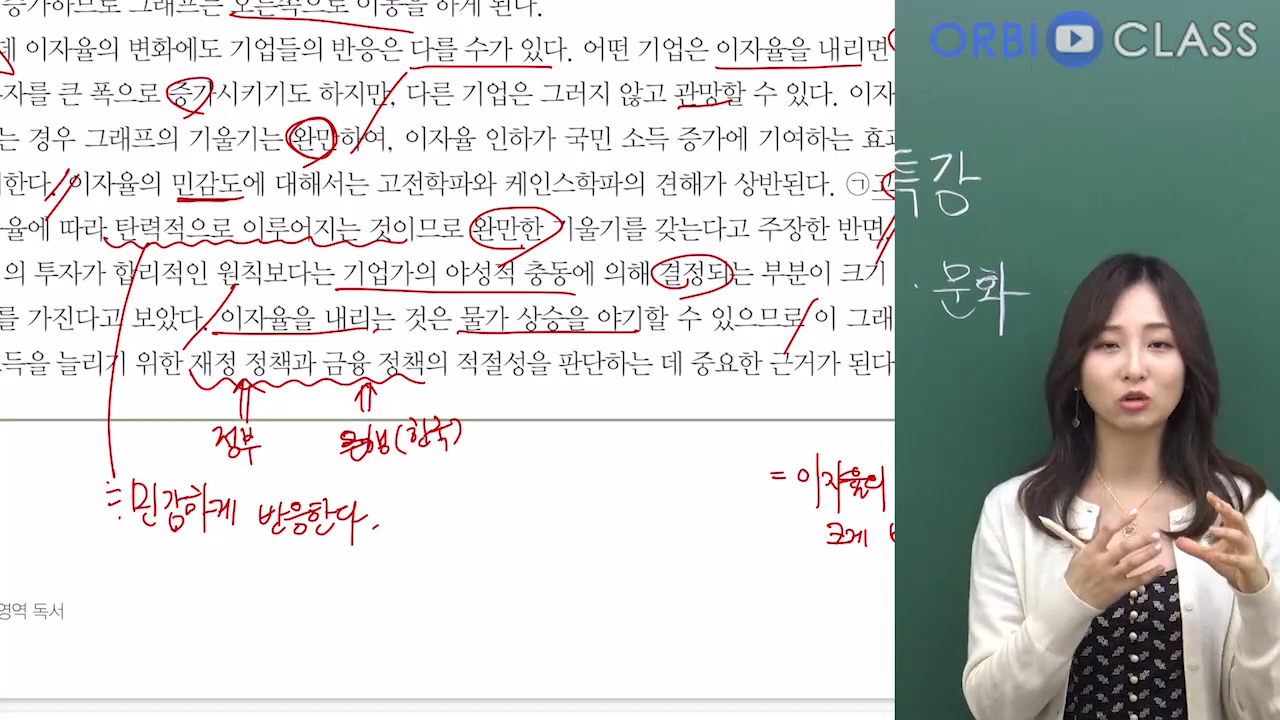 증가하므로 그래프는 오른쪽으로 이동을 하게 된다.
데 이자율의 변화에도 기업들의 반응은 다를 수가 있다. 어떤 기업은 이자율을 내리면
자를 큰 폭으로 증가시키기도 하지만, 다른 기업은 그러지 않고 관망할 수 있다. 이자
는 경우 그래프의 기울기는 완만하여, 이자율 인하가 국민 소득 증가에 기여하는 효과
한다. 이자율의 민감도에 대해서는 고전학파와 케인스학파의 견해가 상반된다. ㉠고
율에 따라 탄력적으로 이루어지는 것이므로 완만한 기울기를 갖는다고 주장한 반면,
의 투자가 합리적인 원칙보다는 기업가의 야성적 충동에 의해 결정되는 부분이 크기
를 가진다고 보았다. 이자율을 내리는 것은 물가 상승을 야기할 수 있으므로 이 그래
득을 늘리기 위한 재정 정책과 금융 정책의 적절성을 판단하는 데 중요한 근거가 된다
정부 (한국)
≒ 민감하게 반응한다.
= 이자율의
크게
영역 독서
ORBI CLASS
특강
· 문화